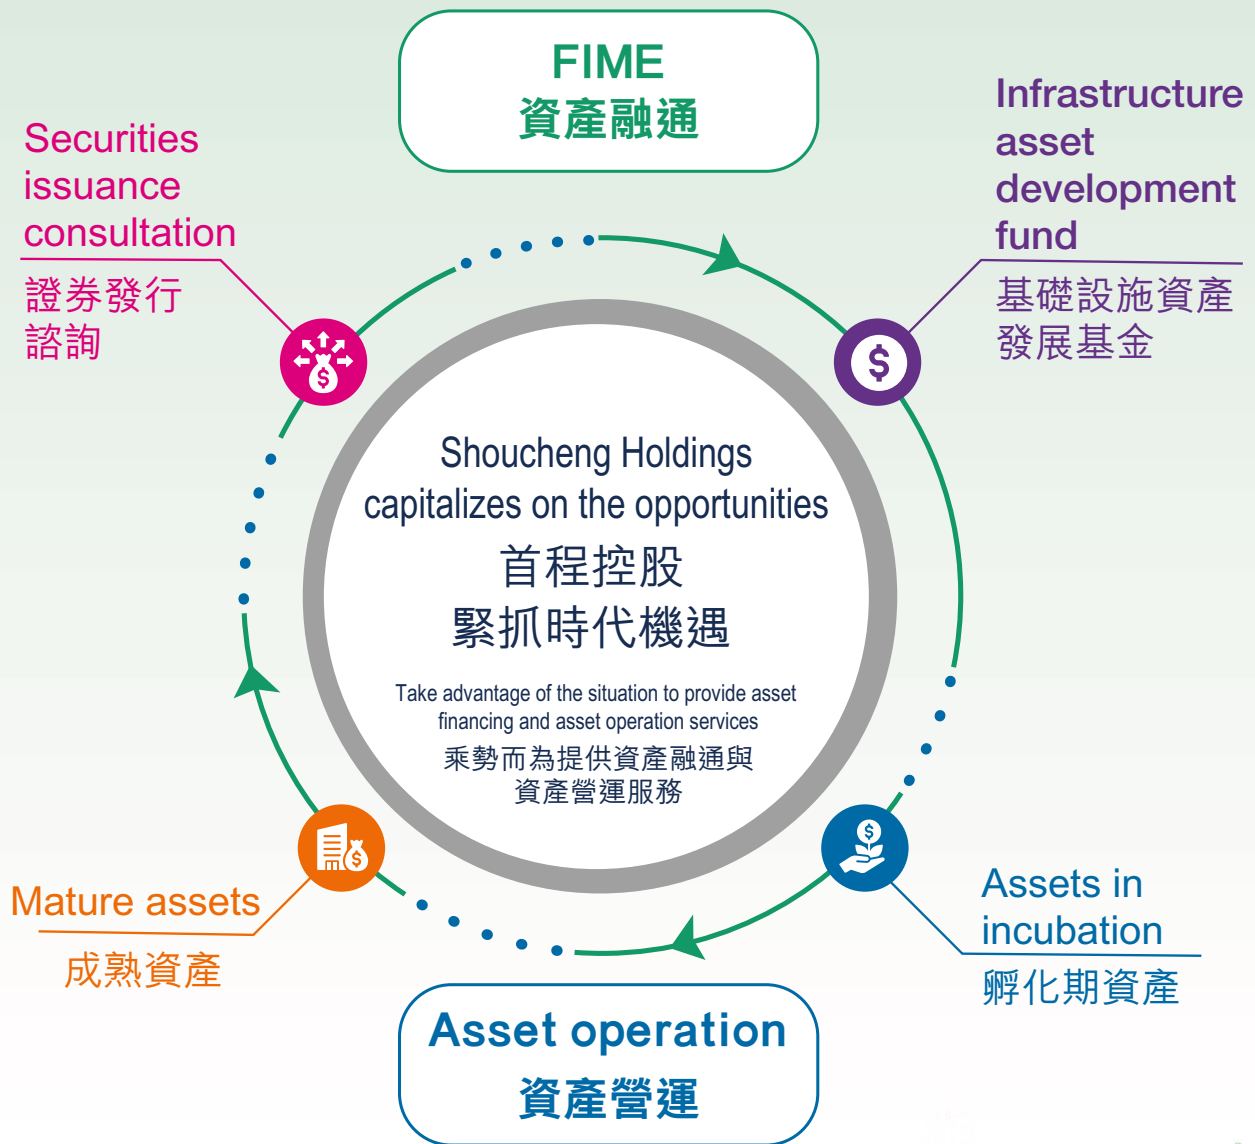 FIME
資產融通
Securities
issuance
consultation
證券發行
諮詢
Infrastructure
asset
development
fund
基礎設施資產
發展基金
Shoucheng Holdings
capitalizes on the opportunities
首程控股
緊抓時代機遇
Take advantage of the situation to provide asset
financing and asset operation services
乘勢而為提供資產融通與
資產營運服務
Mature assets
成熟資產
Assets in
incubation
孵化期資產
Asset operation
資產營運